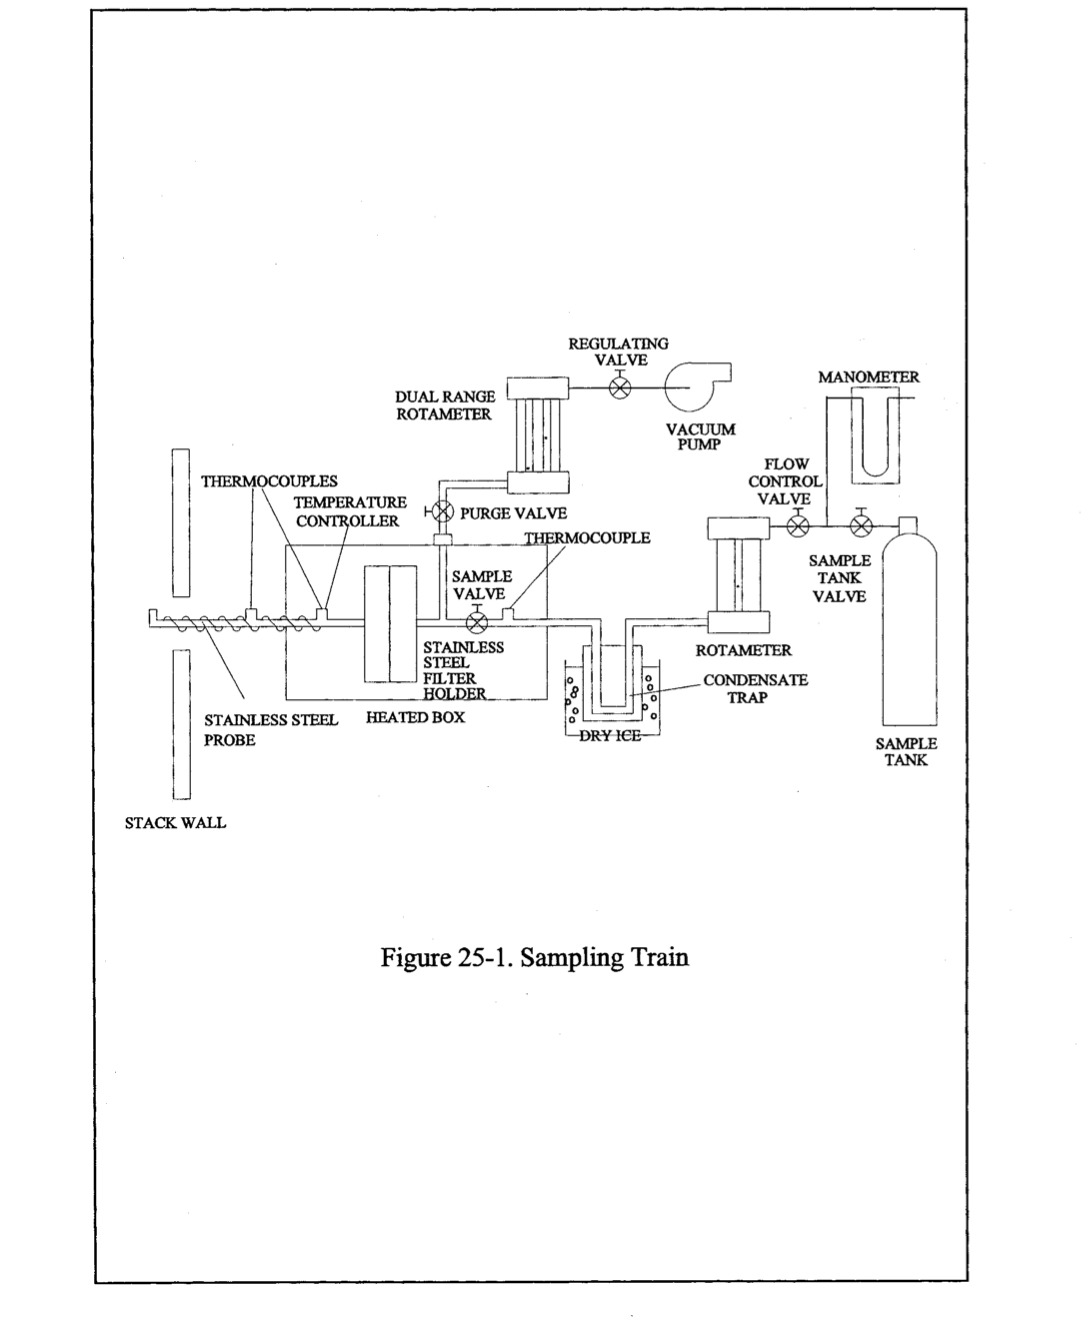 REGULATING
VALVE
MANOMETER
DUAL RANGE
ROTAMETER
VACUUM
PUMP
FLOW
CONTROL
VALVE
THERMOCOUPLES
TEMPERATURE
CONTROLLER
PURGE VALVE
THERMOCOUPLE
SAMPLE
VALVE
SAMPLE
TANK
VALVE
STAINLESS
STEEL
FILTER
HOLDER
ROTAMETER
CONDENSATE
TRAP
STAINLESS STEEL
PROBE
HEATED BOX
DRY ICE
SAMPLE
TANK
STACK WALL
Figure 25-1. Sampling Train